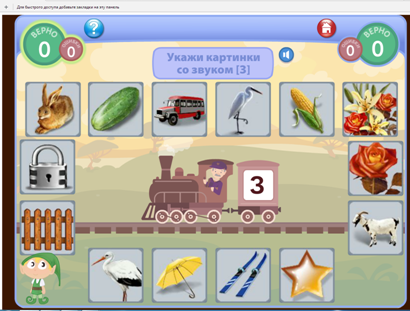 Для быстрого доступа добавьте закладки на эту панель.
ВЕРНО
0
0
?
Укажи картинки
со звуком [З]
0
ВЕРНО
0
З